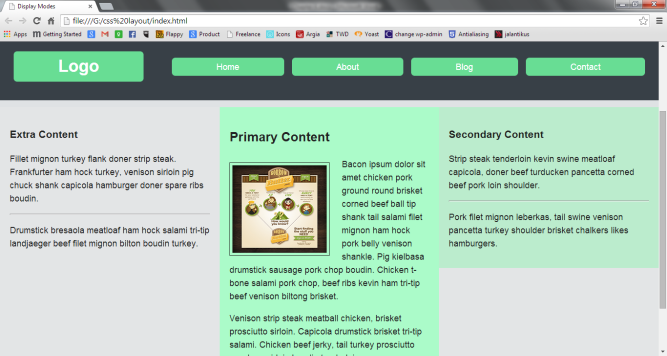 Display Modes
file:///G:/css%20layout/index.html
Apps Getting Started Flappy Product Freelance Icons Argia TWD Yoast change wp-admin Antialiasing jalantikus
Logo
Home About Blog Contact
Extra Content
Fillet mignon turkey flank doner strip steak.
Frankfurter ham hock turkey, venison sirloin pig
chuck shank capicola hamburger doner spare ribs
boudin.
Drumstick bresaola meatloaf ham hock salami tri-tip
landjaeger beef filet mignon bilton boudin turkey.
Primary Content
Bacon ipsum dolor sit
amet chicken pork
ground round brisket
corned beef ball tip
shank tail salami filet
mignon ham hock
pork belly venison
shankle. Pig kielbasa
drumstick sausage pork chop boudin. Chicken t-
bone salami pork chop, beef ribs kevin ham tri-tip
beef venison biltong brisket.
Venison strip steak meatball chicken, brisket
prosciutto sirloin. Capicola drumstick brisket tri-tip
salami. Chicken beef jerky, tail turkey prosciutto
Secondary Content
Strip steak tenderloin kevin swine meatloaf
capicola, doner beef turducken pancetta corned
beef pork loin shoulder.
Pork filet mignon leberkas, tail swine venison
pancetta turkey shoulder brisket chalkers likes
hamburgers.